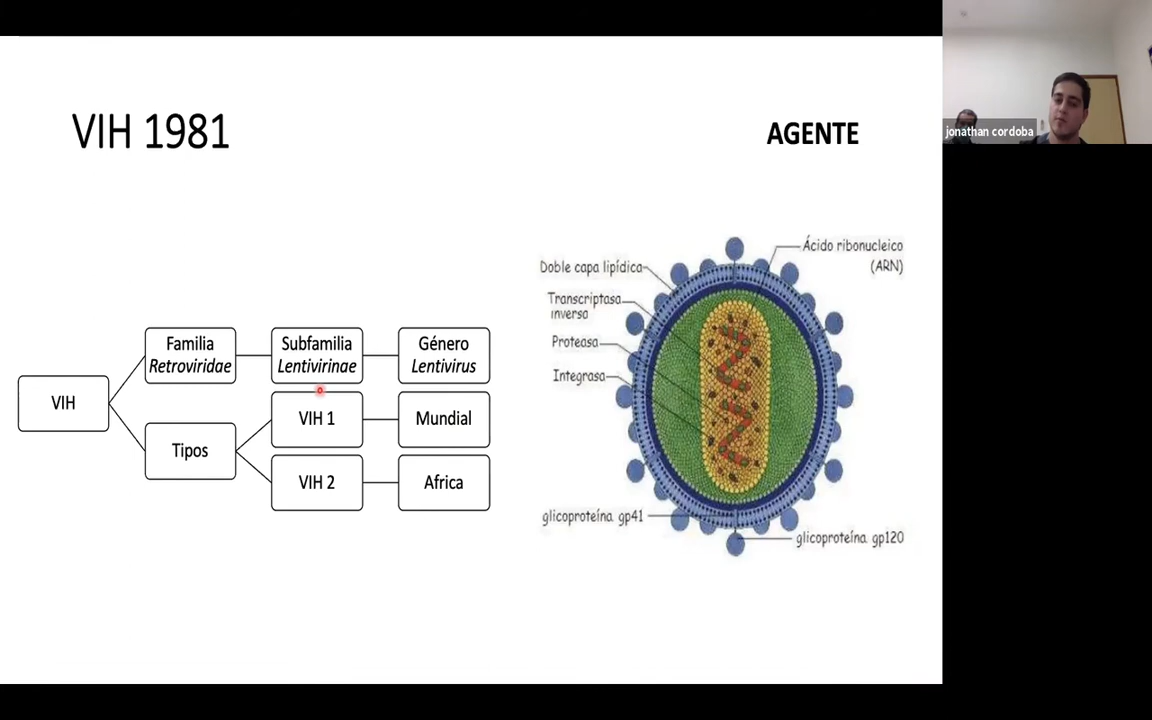 VIH 1981
AGENTE
jonathan cordoba
VIH
Familia
Retroviridae
Subfamilia
Lentivirinae
Género
Lentivirus
Tipos
VIH 1
Mundial
VIH 2
Africa
Ácido ribonucleico
(ARN)
Doble capa lipídica
Transcriptasa
inversa
Proteasa
Integrasa
glicoproteína gp41
glicoproteína gp120